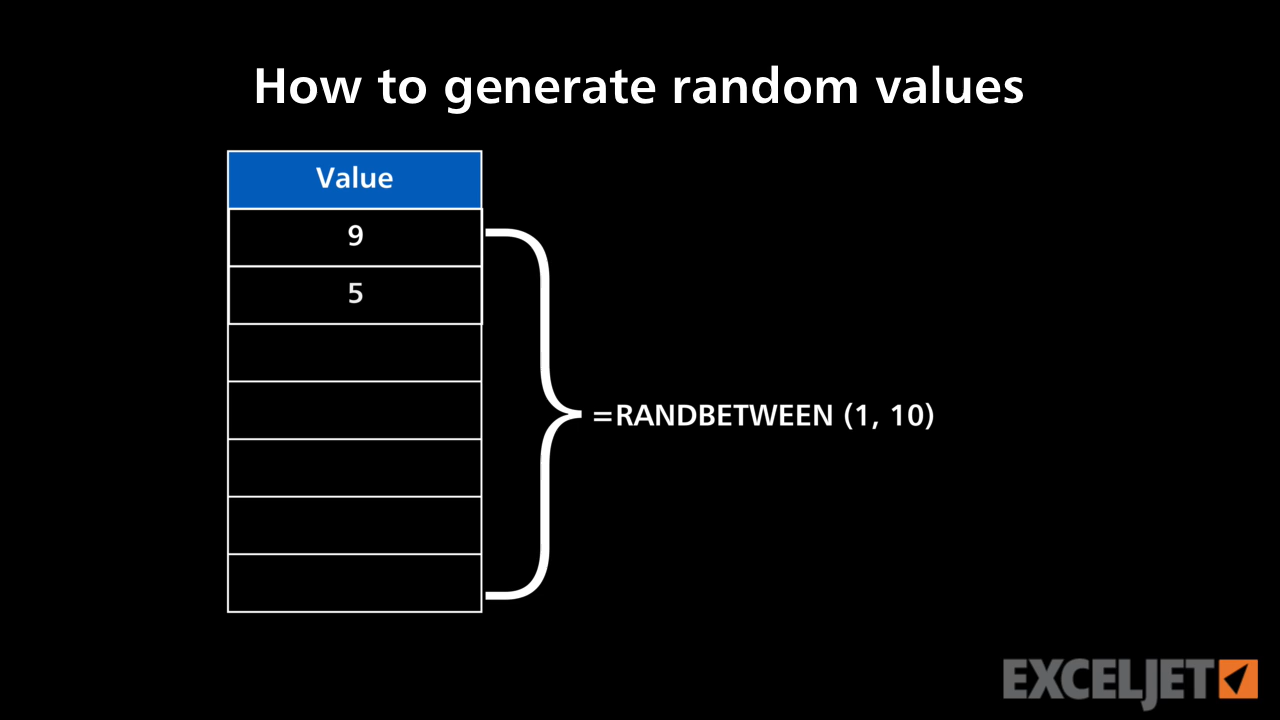 How to generate random values
Value
9
5
=RANDBETWEEN (1, 10)
EXCELJET